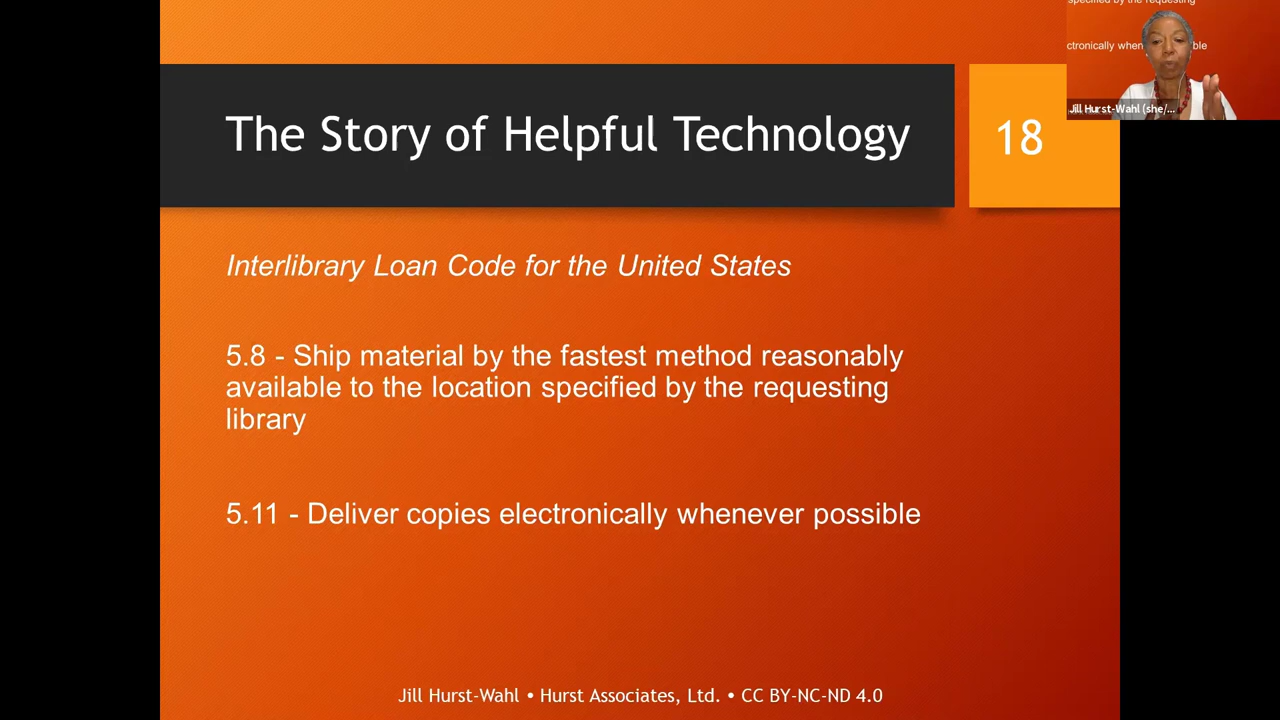 specified by the requesting
ctronically when
ble
Jill Hurst-Wahl (she/...
The Story of Helpful Technology
18
Interlibrary Loan Code for the United States
5.8 - Ship material by the fastest method reasonably
available to the location specified by the requesting
library
5.11 - Deliver copies electronically whenever possible
Jill Hurst-Wahl • Hurst Associates, Ltd. • CC BY-NC-ND 4.0